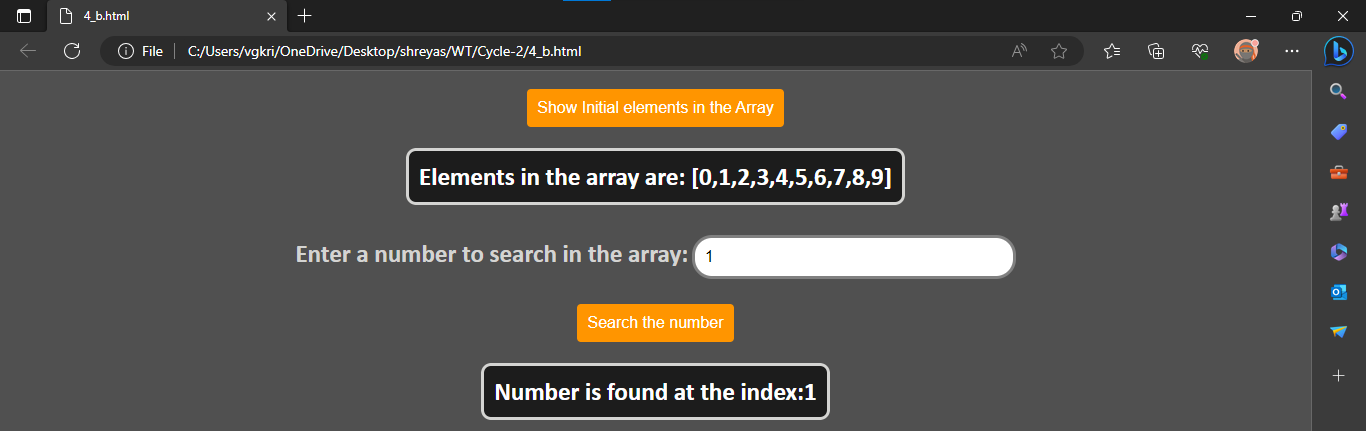 4_b.html
File C:/Users/vgkri/OneDrive/Desktop/shreyas/WT/Cycle-2/4_b.html
Show Initial elements in the Array
Elements in the array are: [0,1,2,3,4,5,6,7,8,9]
Enter a number to search in the array: 1
Search the number
Number is found at the index:1